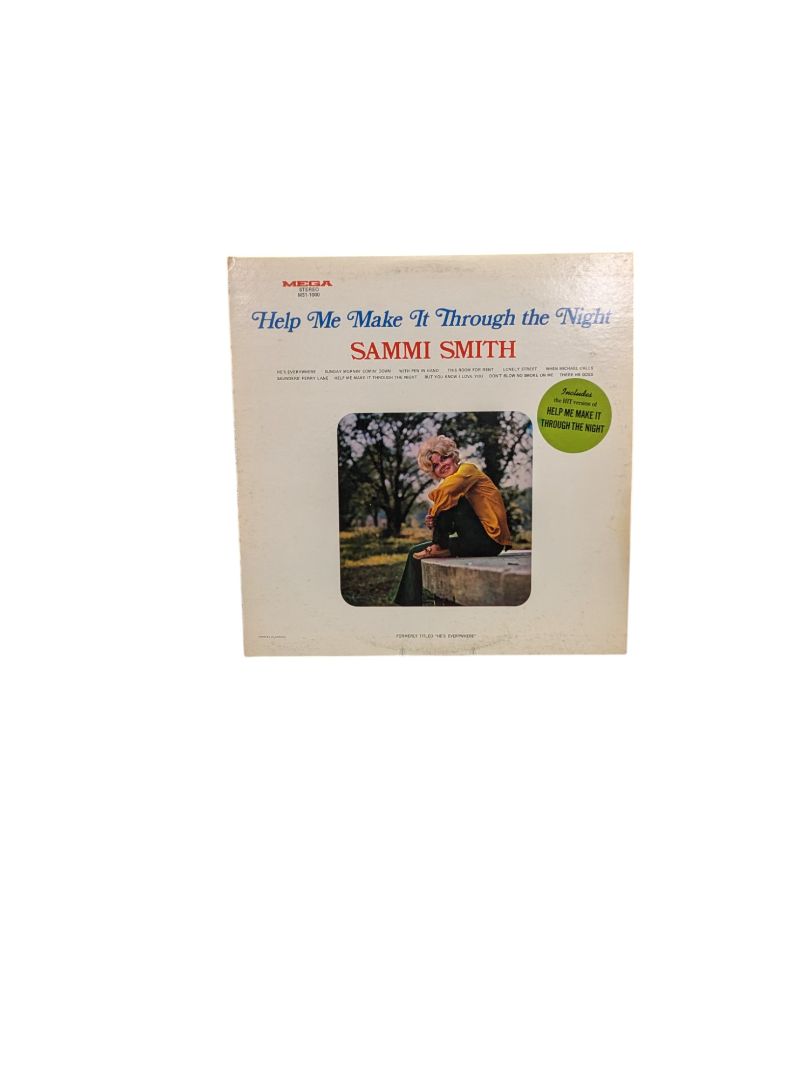 MEGA
STEREO
M31-1000
Help Me Make It Through the Night
SAMMI SMITH
HE'S EVERYWHERE SUNDAY MORNIN' COMIN' DOWN WITH PEN IN HAND THIS ROOM FOR RENT LONELY STREET WHEN MICHAEL CALLS
SAUNDERS' FERRY LANE HELP ME MAKE IT THROUGH THE NIGHT BUT YOU KNOW I LOVE YOU DON'T BLOW NO SMOKE ON ME THERE HE GOES
Includes
the HIT version of
HELP ME MAKE IT
THROUGH THE NIGHT
FORMERLY TITLED "HE'S EVERYWHERE"